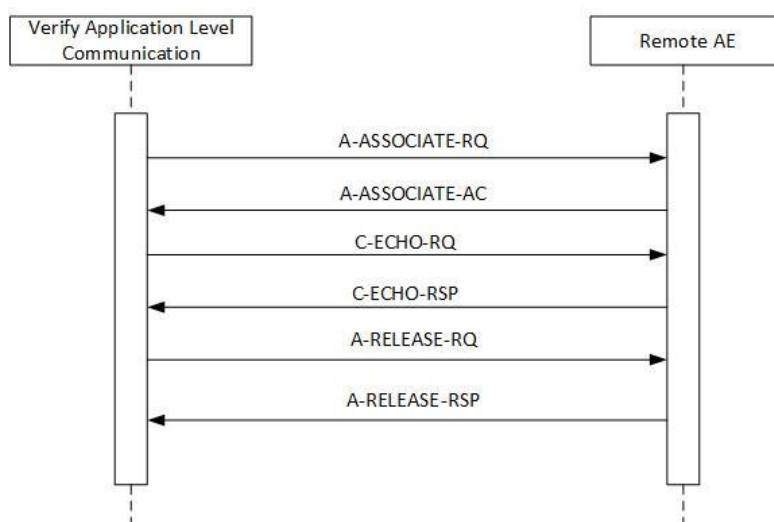 Verify Application Level
Communication
Remote AE
A-ASSOCIATE-RQ
A-ASSOCIATE-AC
C-ECHO-RQ
C-ECHO-RSP
A-RELEASE-RQ
A-RELEASE-RSP